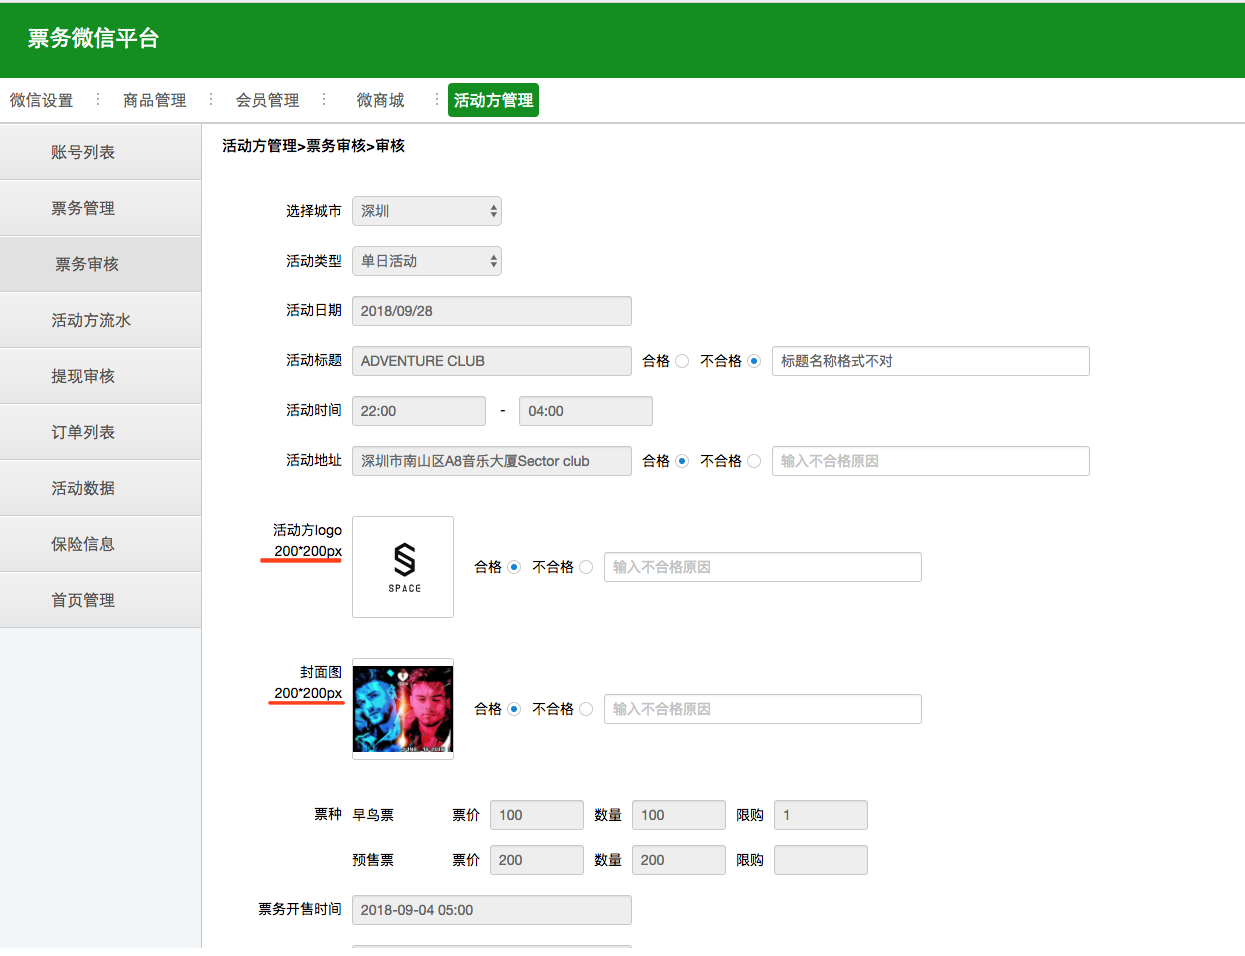 票务微信平台
微信设置 ⋮ 商品管理 ⋮ 会员管理 ⋮ 微商城 ⋮ 活动方管理
账号列表
票务管理
票务审核
活动方流水
提现审核
订单列表
活动数据
保险信息
首页管理
活动方管理>票务审核>审核
选择城市 深圳
活动类型 单日活动
活动日期 2018/09/28
活动标题 ADVENTURE CLUB 合格 不合格 标题名称格式不对
活动时间 22:00 - 04:00
活动地址 深圳市南山区A8音乐大厦Sector club 合格 不合格 输入不合格原因
活动方logo
200*200px
SPACE
合格 不合格 输入不合格原因
封面图
200*200px
合格 不合格 输入不合格原因
票种 早鸟票 票价 100 数量 100 限购 1
预售票 票价 200 数量 200 限购
票务开售时间 2018-09-04 05:00